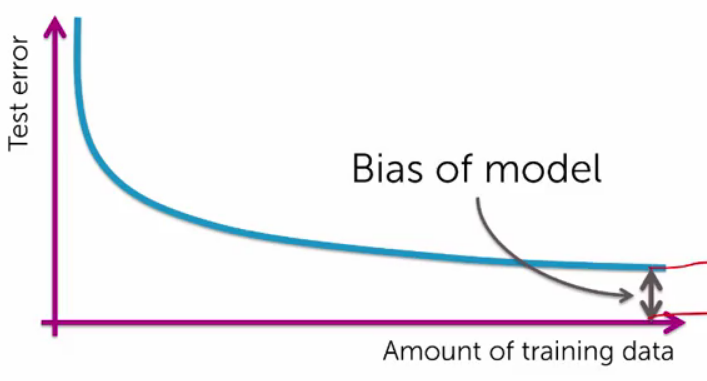 Test error
Bias of model
Amount of training data